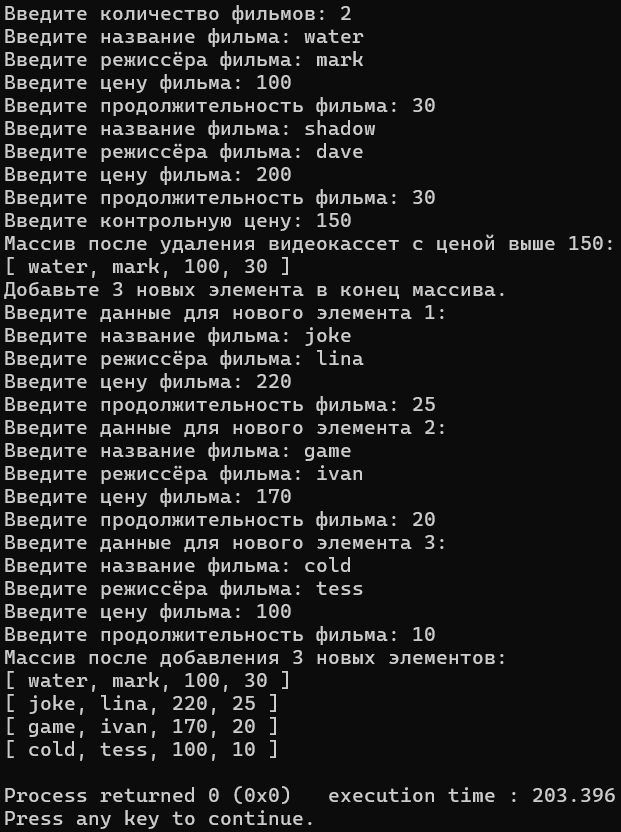 Введите количество фильмов: 2
Введите название фильма: water
Введите режиссёра фильма: mark
Введите цену фильма: 100
Введите продолжительность фильма: 30
Введите название фильма: shadow
Введите режиссёра фильма: dave
Введите цену фильма: 200
Введите продолжительность фильма: 30
Введите контрольную цену: 150
Массив после удаления видеокассет с ценой выше 150:
[ water, mark, 100, 30 ]
Добавьте 3 новых элемента в конец массива.
Введите данные для нового элемента 1:
Введите название фильма: joke
Введите режиссёра фильма: lina
Введите цену фильма: 220
Введите продолжительность фильма: 25
Введите данные для нового элемента 2:
Введите название фильма: game
Введите режиссёра фильма: ivan
Введите цену фильма: 170
Введите продолжительность фильма: 20
Введите данные для нового элемента 3:
Введите название фильма: cold
Введите режиссёра фильма: tess
Введите цену фильма: 100
Введите продолжительность фильма: 10
Массив после добавления 3 новых элементов:
[ water, mark, 100, 30 ]
[ joke, lina, 220, 25 ]
[ game, ivan, 170, 20 ]
[ cold, tess, 100, 10 ]
Process returned 0 (0x0)   execution time : 203.396
Press any key to continue.